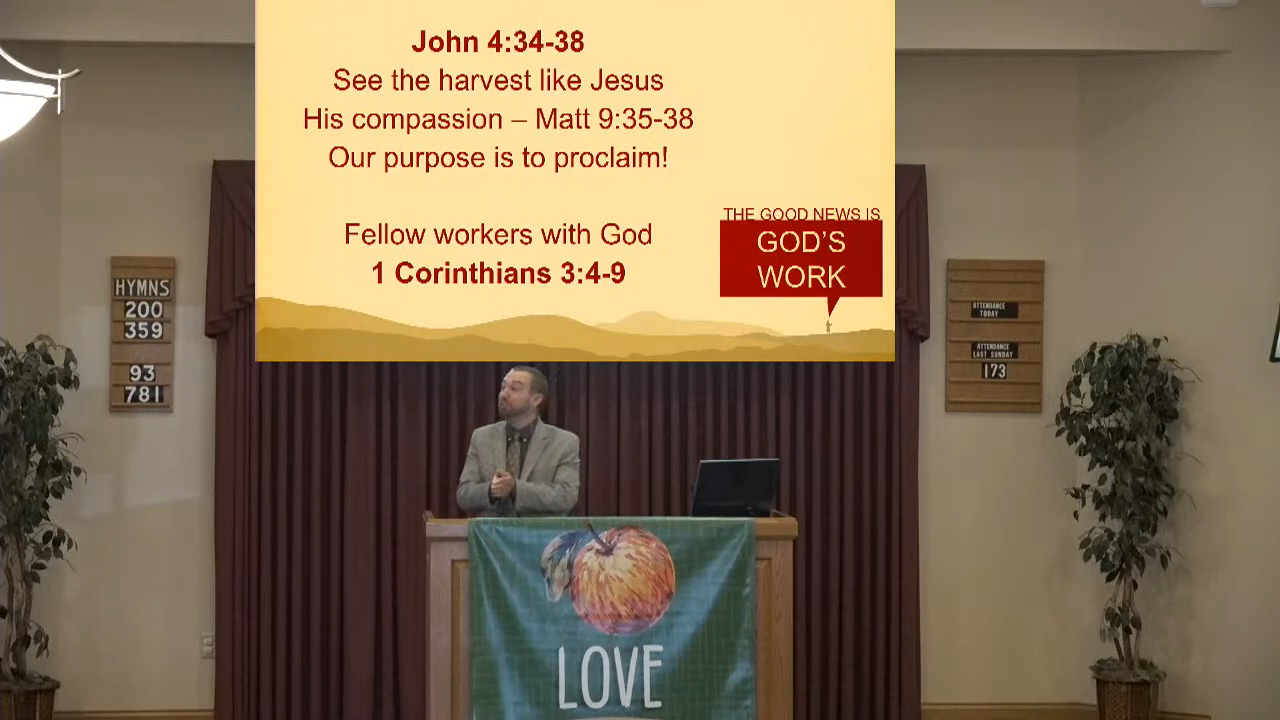 John 4:34-38
See the harvest like Jesus
His compassion – Matt 9:35-38
Our purpose is to proclaim!
Fellow workers with God
1 Corinthians 3:4-9
THE GOOD NEWS IS
GOD'S
WORK
HYMNS
200
359
93
781
ATTENDANCE
TODAY
ATTENDANCE
LAST SUNDAY
173
LOVE